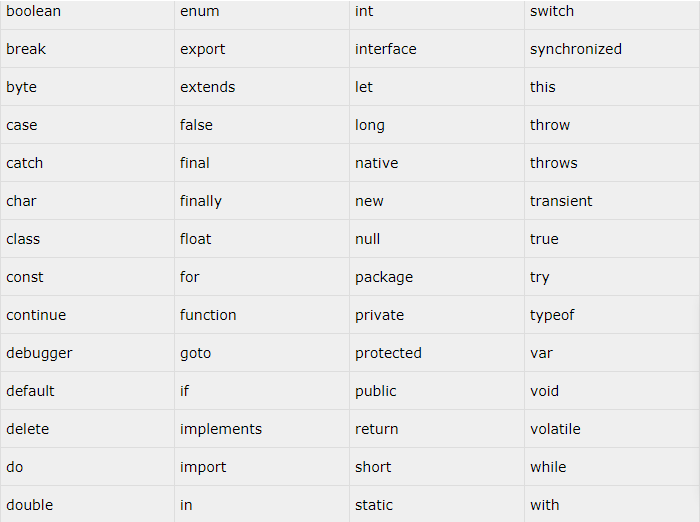 boolean enum int switch
break export interface synchronized
byte extends let this
case false long throw
catch final native throws
char finally new transient
class float null true
const for package try
continue function private typeof
debugger goto protected var
default if public void
delete implements return volatile
do import short while
double in static with